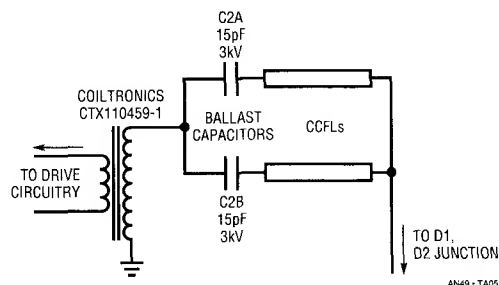 C2A
15pF
3kV
COILTRONICS
CTX110459-1
BALLAST
CAPACITORS
CCFLs
TO DRIVE
CIRCUITRY
C2B
15pF
3kV
TO D1,
D2 JUNCTION
AN49 • TA05